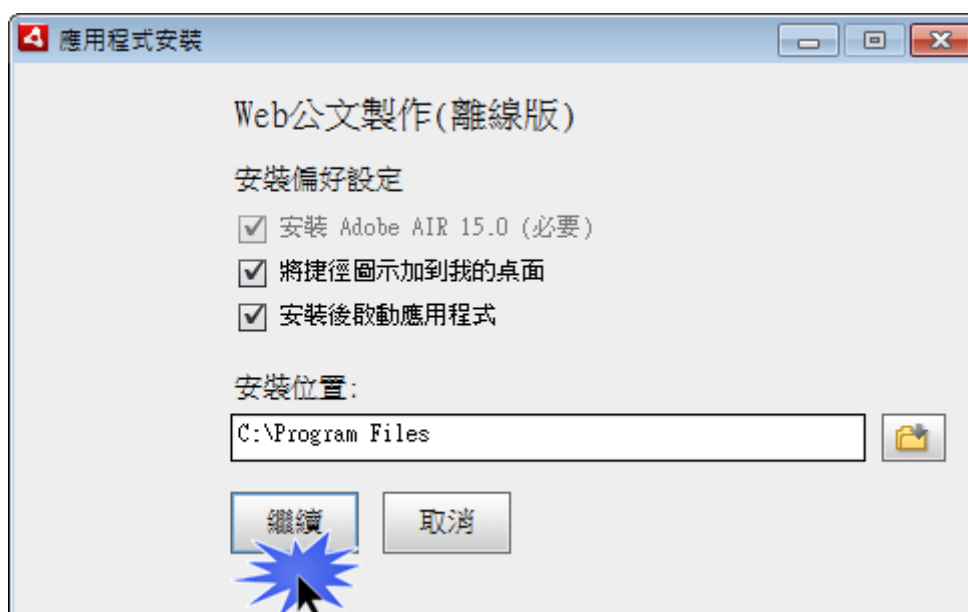 應用程式安裝
Web公文製作(離線版)
安裝偏好設定
安裝 Adobe AIR 15.0 (必要)
將捷徑圖示加到我的桌面
安裝後啟動應用程式
安裝位置:
C:\Program Files
繼續
取消